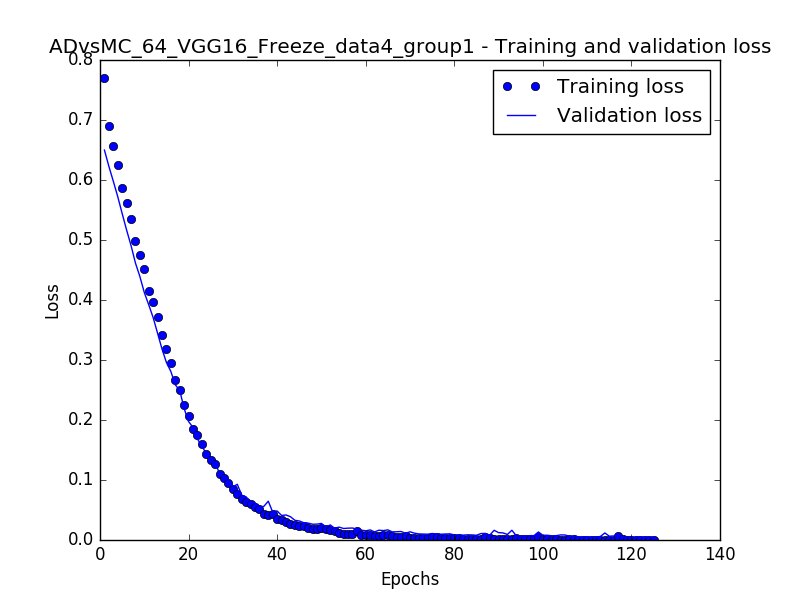 ADvsMC_64_VGG16_Freeze_data4_group1 - Training and validation loss
Training loss
Validation loss
0.8
0.7
0.6
0.5
0.4
0.3
0.2
0.1
0.0
Loss
0 20 40 60 80 100 120 140
Epochs